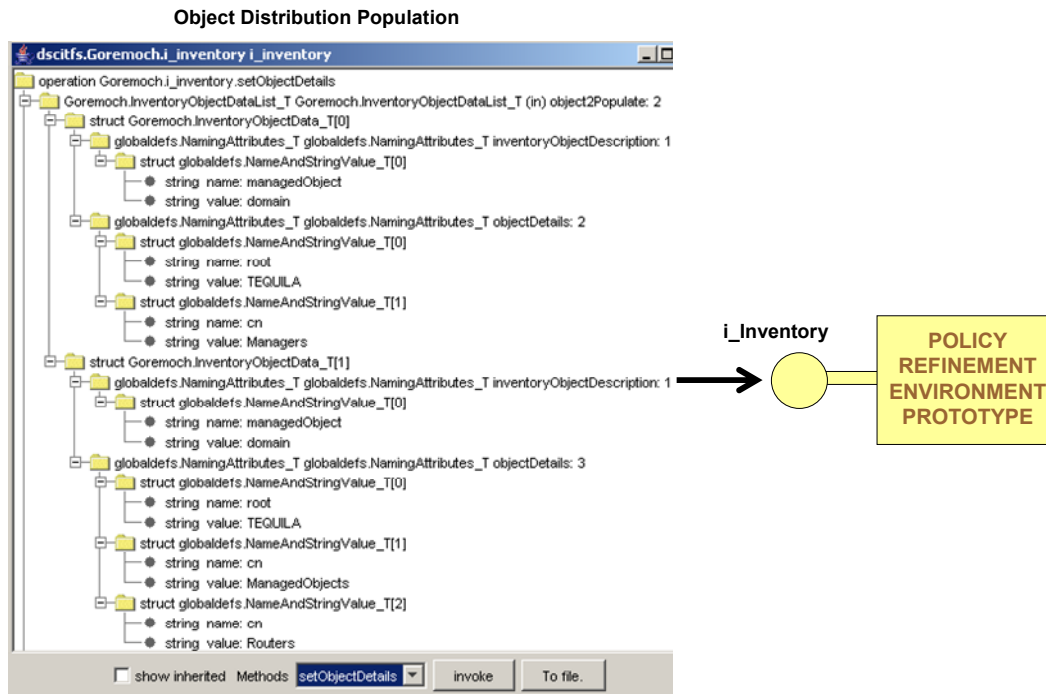 Object Distribution Population
dscitfs.Goremoch.i_inventory i_inventory
operation Goremoch.i_inventory.setObjectDetails
Goremoch.InventoryObjectDataList_T Goremoch.InventoryObjectDataList_T (in) object2Populate: 2
struct Goremoch.InventoryObjectData_T[0]
globaldefs.NamingAttributes_T globaldefs.NamingAttributes_T inventoryObjectDescription: 1
struct globaldefs.NameAndStringValue_T[0]
string name: managedObject
string value: domain
globaldefs.NamingAttributes_T globaldefs.NamingAttributes_T objectDetails: 2
struct globaldefs.NameAndStringValue_T[0]
string name: root
string value: TEQUILA
struct globaldefs.NameAndStringValue_T[1]
string name: cn
string value: Managers
struct Goremoch.InventoryObjectData_T[1]
globaldefs.NamingAttributes_T globaldefs.NamingAttributes_T inventoryObjectDescription: 1
struct globaldefs.NameAndStringValue_T[0]
string name: managedObject
string value: domain
globaldefs.NamingAttributes_T globaldefs.NamingAttributes_T objectDetails: 3
struct globaldefs.NameAndStringValue_T[0]
string name: root
string value: TEQUILA
struct globaldefs.NameAndStringValue_T[1]
string name: cn
string value: ManagedObjects
struct globaldefs.NameAndStringValue_T[2]
string name: cn
string value: Routers
show inherited Methods setObjectDetails invoke To file.
i_Inventory
POLICY
REFINEMENT
ENVIRONMENT
PROTOTYPE